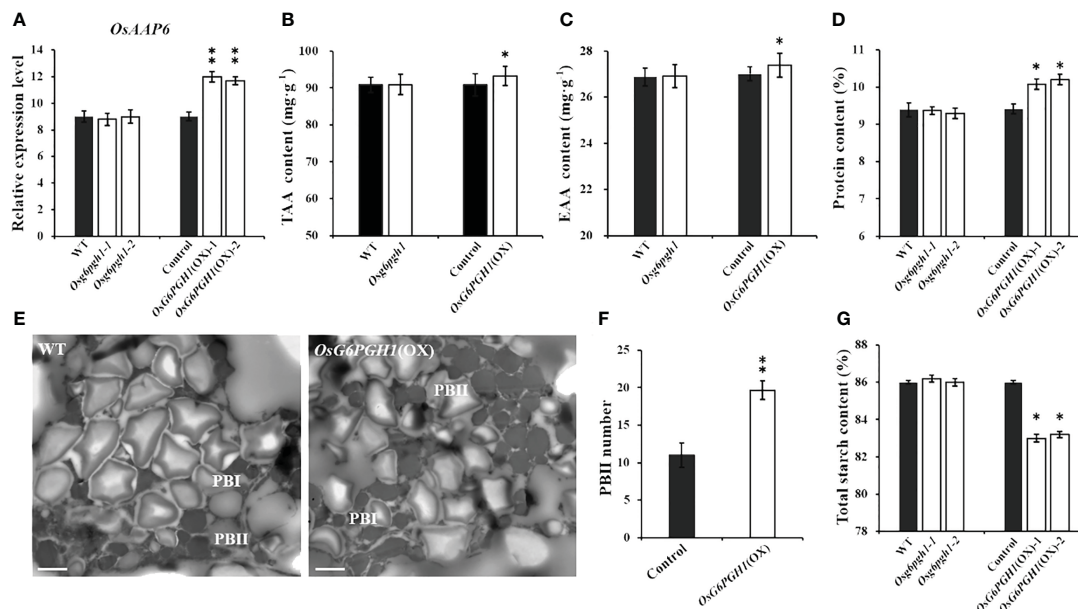 A
OsAAP6
Relative expression level
14
12
10
8
6
4
2
0
**
**
WT
Osg6pgh1-1
Osg6pgh1-2
Control
OsG6PGH1(OX)-1
OsG6PGH1(OX)-2
B
TAA content (mg·g-1)
100
90
80
70
60
50
*
WT
Osg6pgh1
Control
OsG6PGH1(OX)
C
EAA content (mg·g-1)
28
26
24
22
20
*
WT
Osg6pgh1
Control
OsG6PGH1(OX)
D
Protein content (%)
11
10
9
8
7
6
*
*
WT
Osg6pgh1-1
Osg6pgh1-2
Control
OsG6PGH1(OX)-1
OsG6PGH1(OX)-2
E
WT
PBI
PBII
OsG6PGH1(OX)
PBII
PBI
F
PBII number
25
20
15
10
5
0
**
Control
OsG6PGH1(OX)
G
Total starch content (%)
88
86
84
82
80
78
*
*
WT
Osg6pgh1-1
Osg6pgh1-2
Control
OsG6PGH1(OX)-1
OsG6PGH1(OX)-2